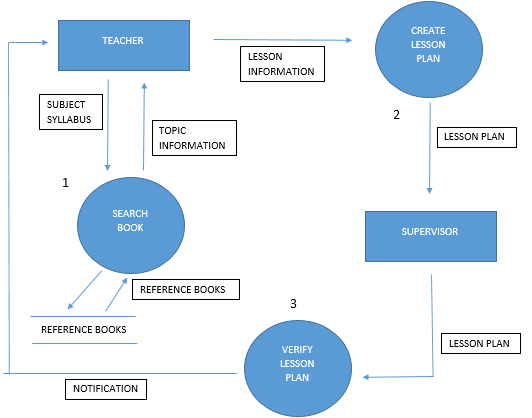 TEACHER
CREATE
LESSON
PLAN
LESSON
INFORMATION
SUBJECT
SYLLABUS
TOPIC
INFORMATION
2
LESSON PLAN
1
SEARCH
BOOK
SUPERVISOR
REFERENCE BOOKS
3
REFERENCE BOOKS
VERIFY
LESSON
PLAN
LESSON PLAN
NOTIFICATION